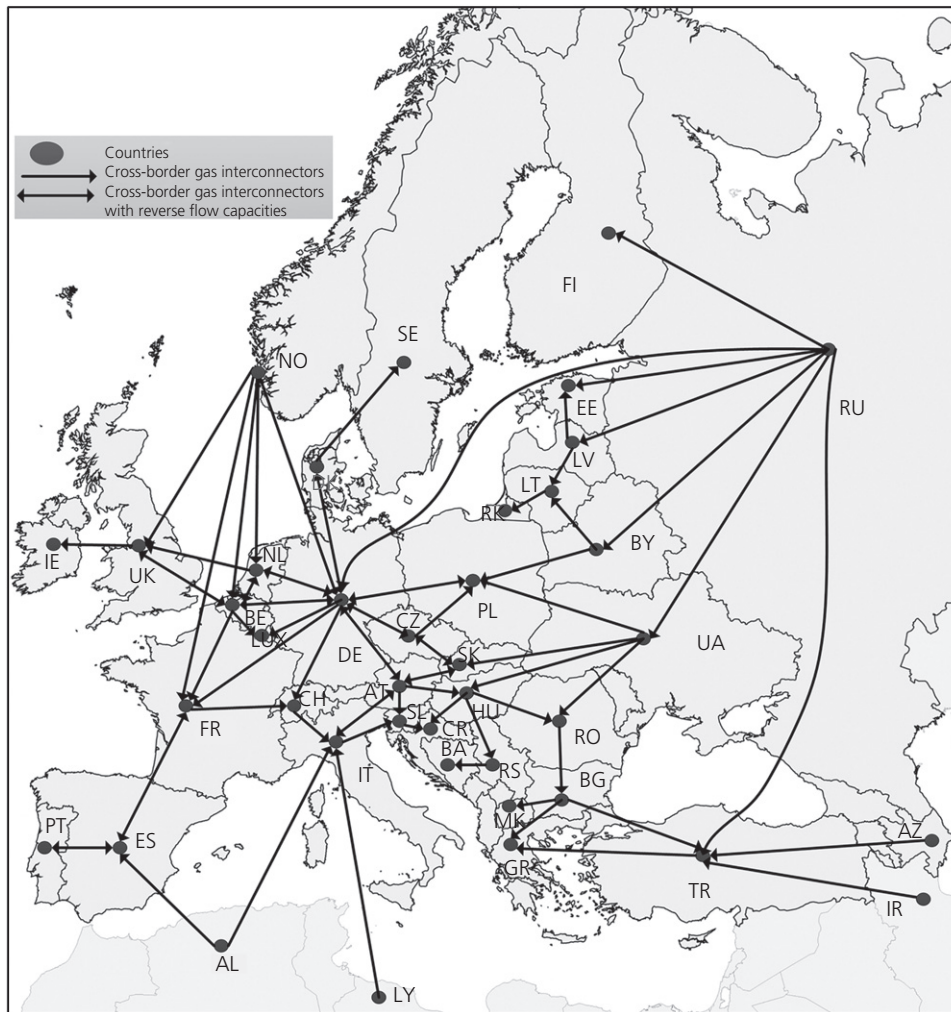 Countries
Cross-border gas interconnectors
Cross-border gas interconnectors
with reverse flow capacities
FI
SE
NO
RU
EE
LV
LT
RK
BY
IE
UK
NL
BE
LUX
PL
CZ
DE
SK
UA
AT
HU
CH
FR
SL
CR
RO
IT
BA
RS
BG
MK
PT
ES
GR
AZ
TR
IR
AL
LY